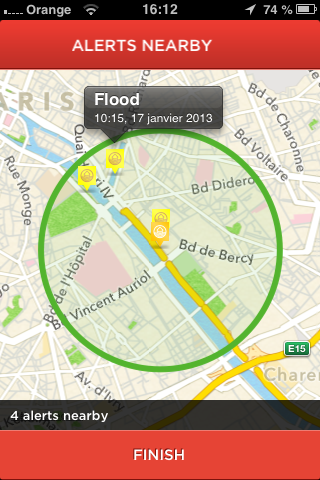 Orange 16:12 74 %
ALERTS NEARBY
ARIS
Flood
10:15, 17 janvier 2013
Bd de Charonne
Bd Voltaire
Quai Henri IV
Rue Monge
Bd Diderot
Bd de l'Hôpital
Bd de Bercy
Bd Vincent Auriol
E15
Charen
Av. d'Ivry
4 alerts nearby
FINISH